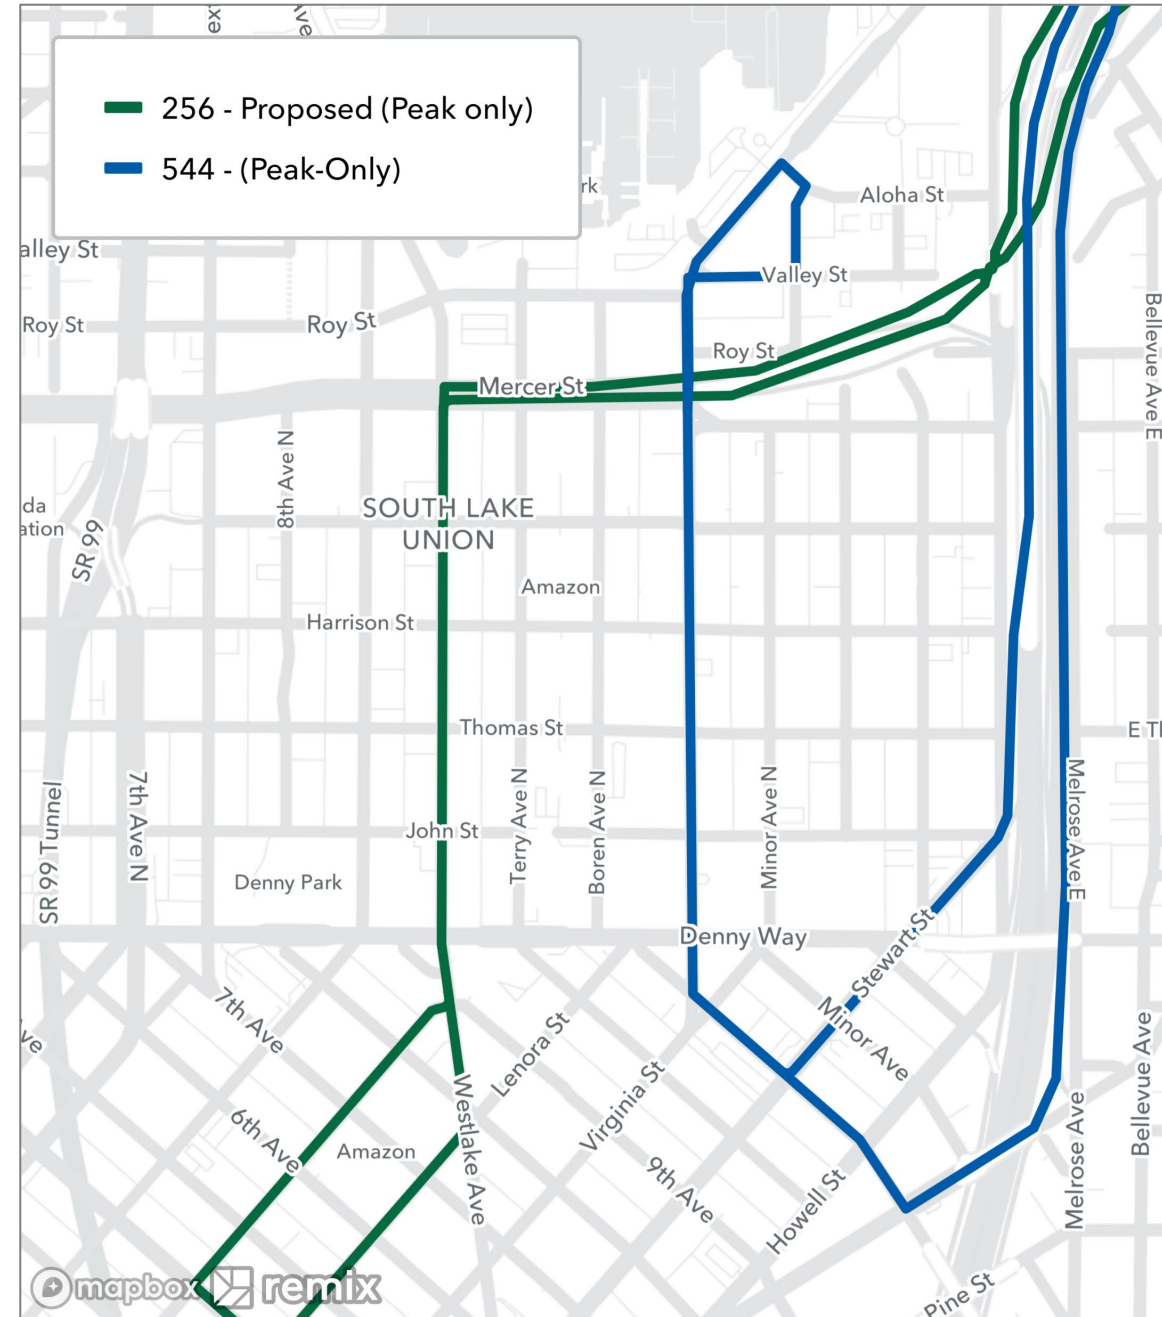 256 - Proposed (Peak only)
544 - (Peak-Only)
Aloha St
Valley St
Roy St
Roy St
Roy St
Mercer St
Bellevue Ave E
8th Ave N
SOUTH LAKE
UNION
SR 99
Amazon
Harrison St
Thomas St
E Tl
SR 99 Tunnel
7th Ave N
John St
Terry Ave N
Boren Ave N
Minor Ave N
Melrose Ave E
Denny Park
Denny Way
Stewart St
Minor Ave
7th Ave
Lenora St
Virginia St
Westlake Ave
6th Ave
Amazon
9th Ave
Howell St
Melrose Ave
Bellevue Ave
Pine St
mapbox
remix